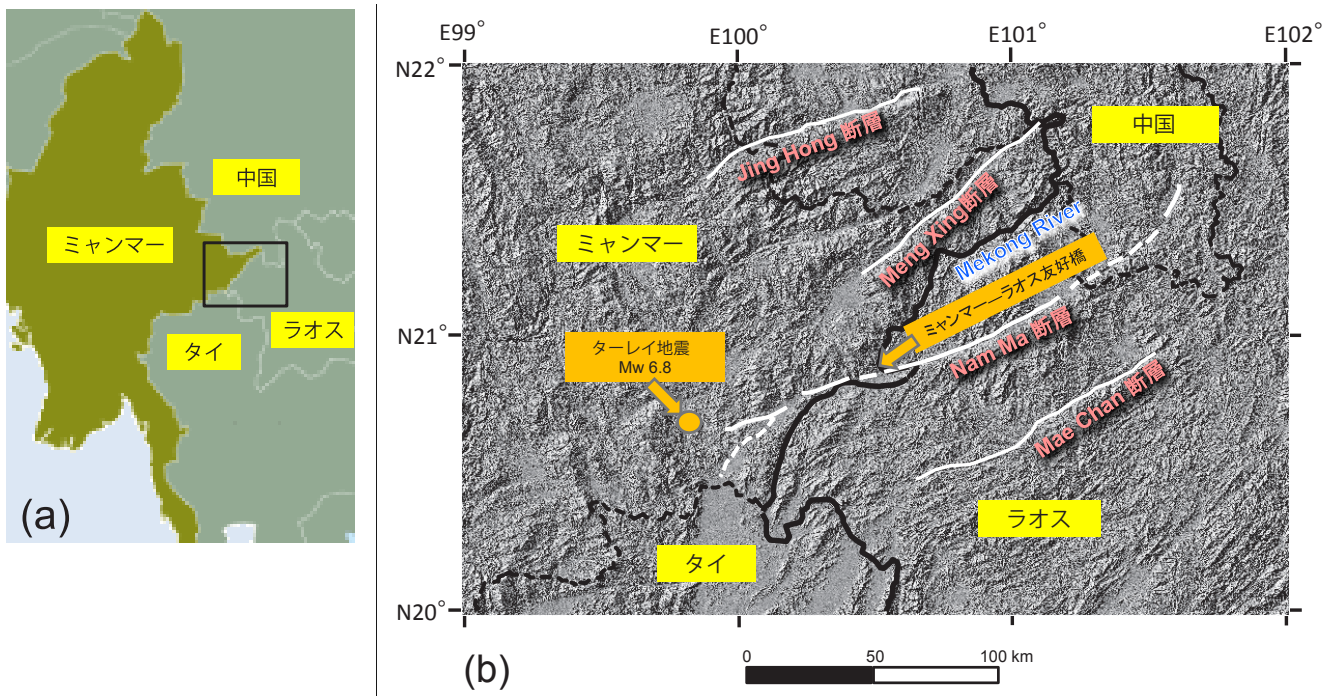 中国
ミャンマー
タイ
ラオス
(a)
E99°
E100°
E101°
E102°
N22°
N21°
N20°
Jing Hong 断層
中国
Meng Xing断層
ミャンマー
Mekong River
ミャンマー―ラオス友好橋
ターレイ地震
Mw 6.8
Nam Ma 断層
Mae Chan 断層
ラオス
タイ
(b)
0
50
100 km